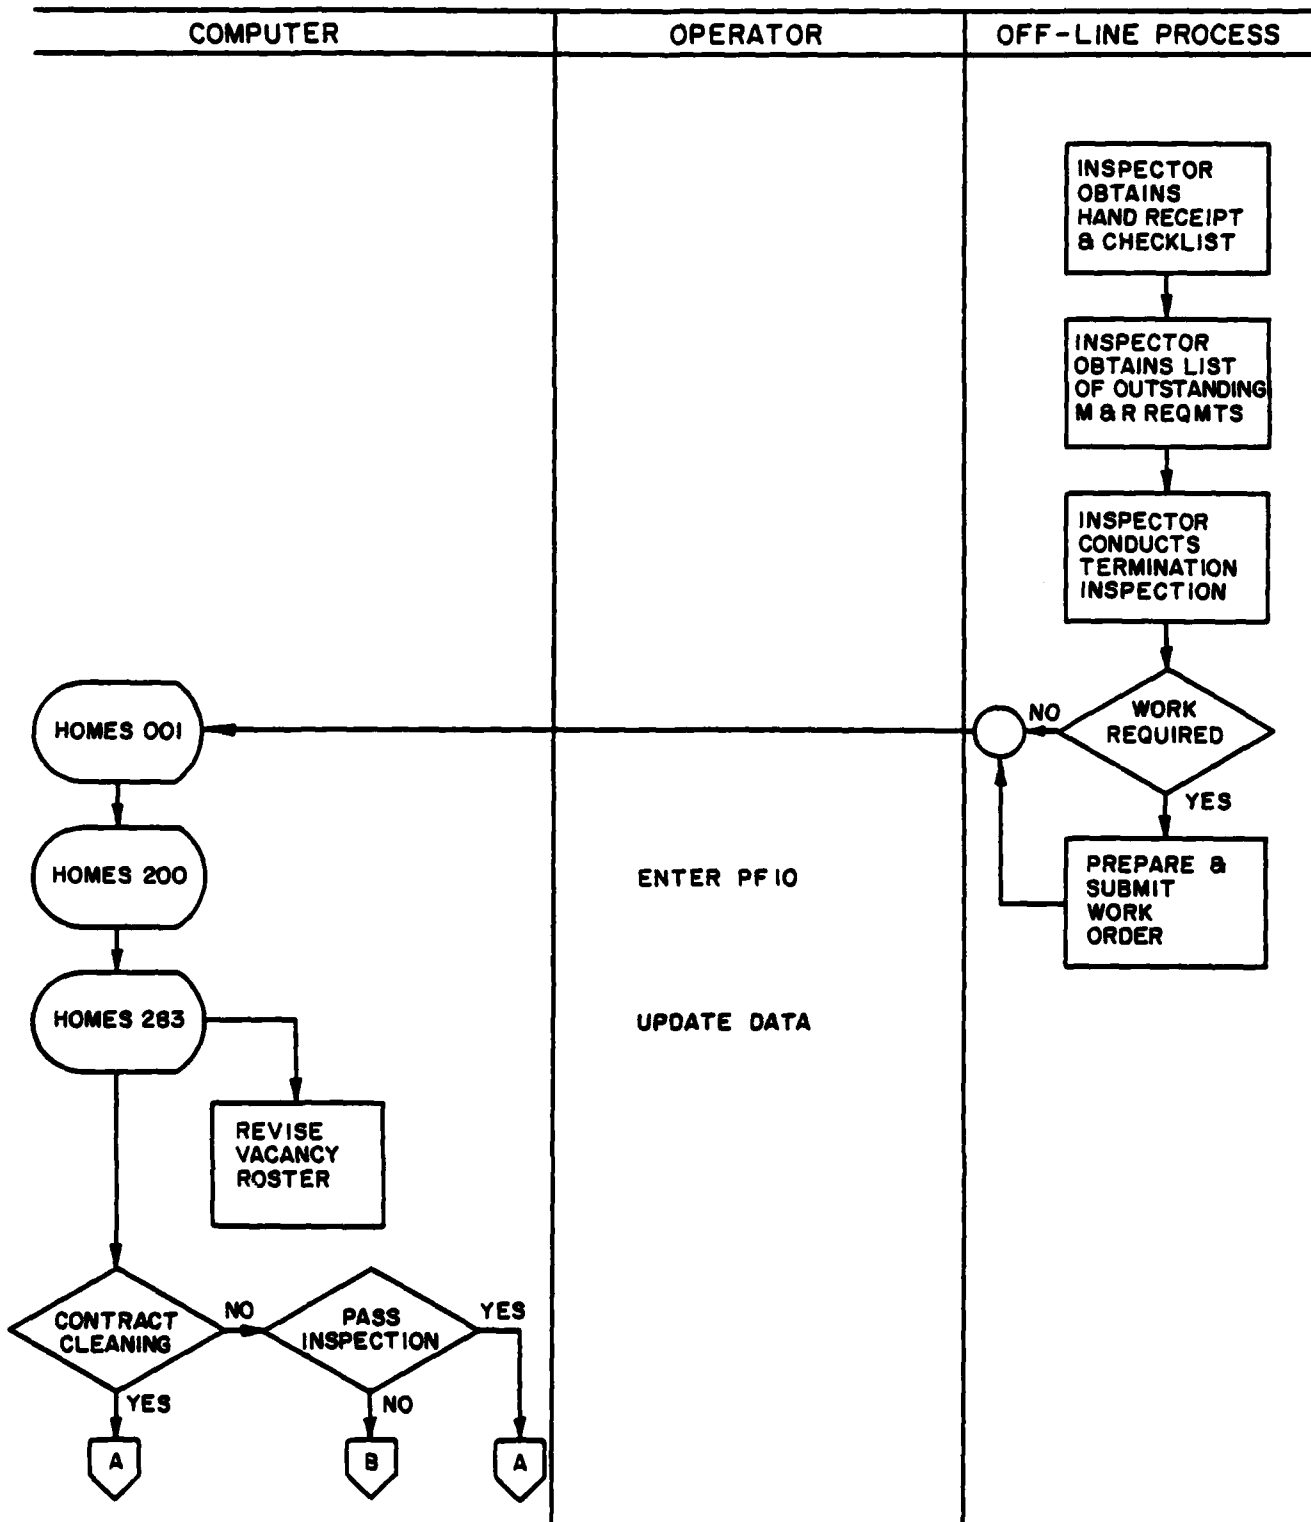 COMPUTER
OPERATOR
OFF-LINE PROCESS
INSPECTOR
OBTAINS
HAND RECEIPT
& CHECKLIST
INSPECTOR
OBTAINS LIST
OF OUTSTANDING
M & R REQMTS
INSPECTOR
CONDUCTS
TERMINATION
INSPECTION
HOMES 001
NO
WORK
REQUIRED
YES
HOMES 200
ENTER PF10
PREPARE &
SUBMIT
WORK
ORDER
HOMES 283
UPDATE DATA
REVISE
VACANCY
ROSTER
CONTRACT
CLEANING
NO
PASS
INSPECTION
YES
YES
NO
A
B
A